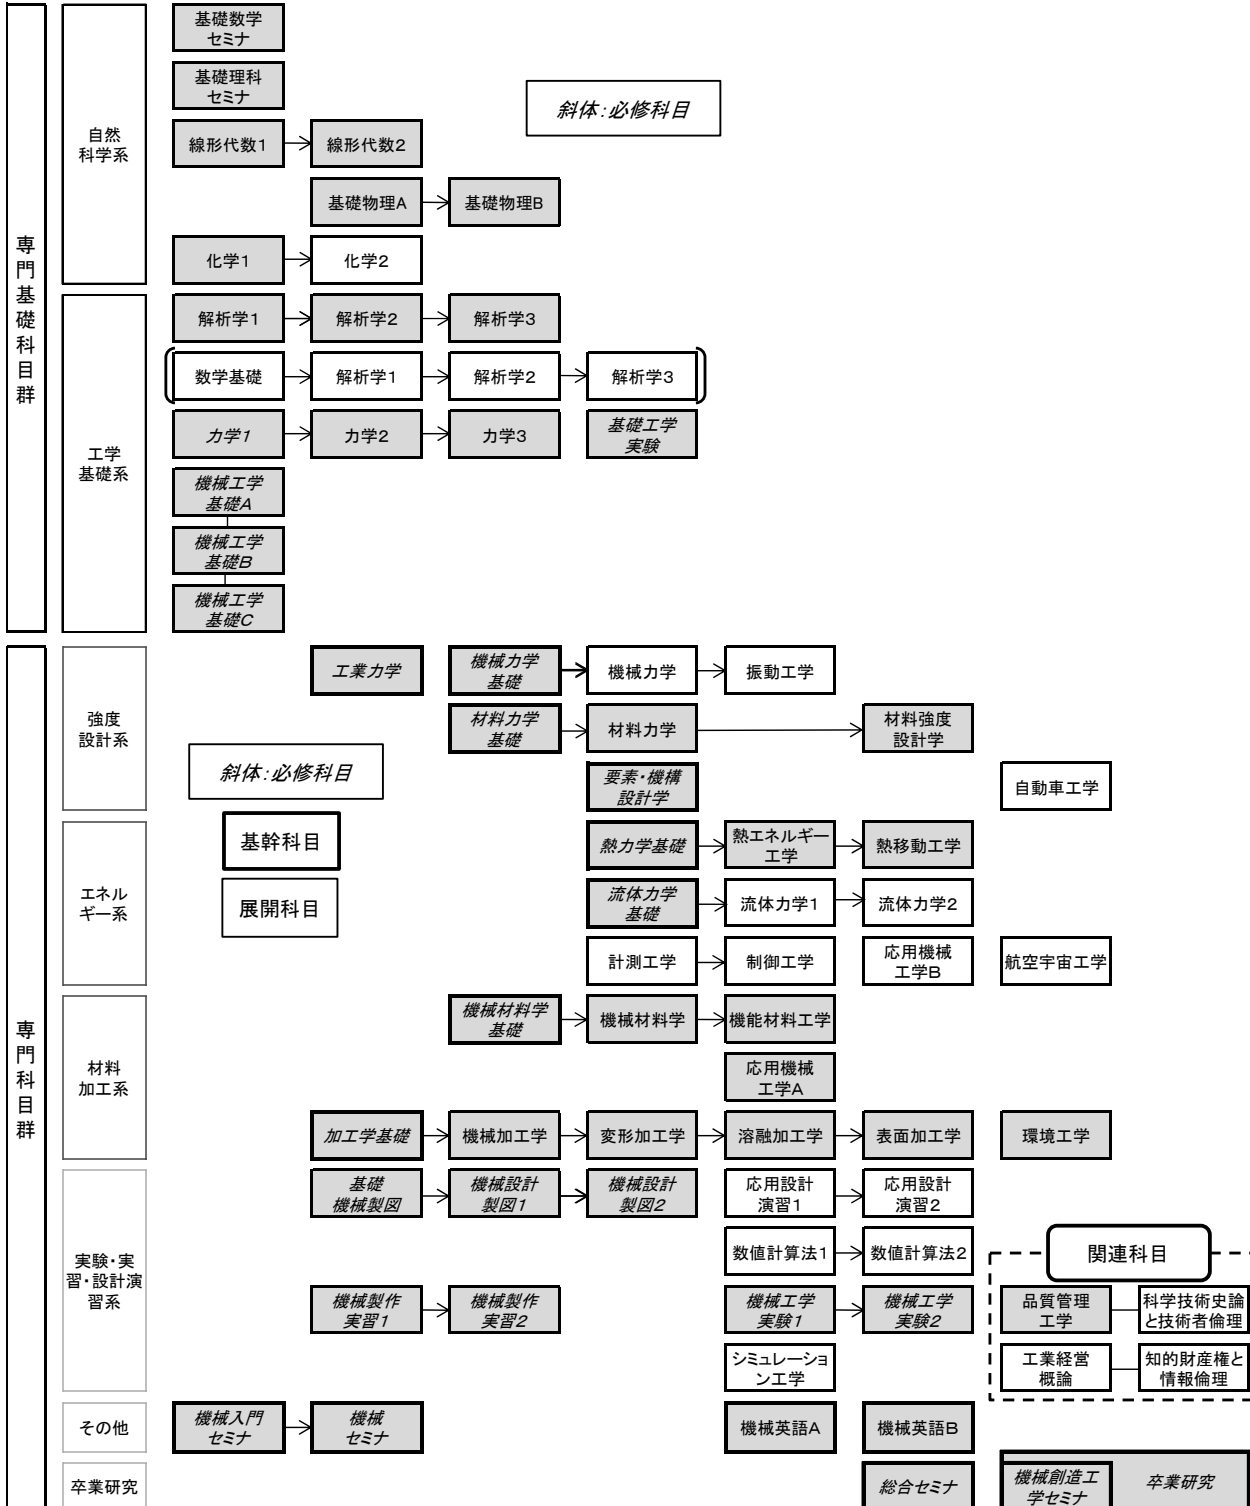 専門基礎科目群
自然
科学系
基礎数学
セミナ
基礎理科
セミナ
斜体：必修科目
線形代数1
線形代数2
基礎物理A
基礎物理B
化学1
化学2
工学
基礎系
解析学1
解析学2
解析学3
数学基礎
解析学1
解析学2
解析学3
力学1
力学2
力学3
基礎工学
実験
機械工学
基礎A
機械工学
基礎B
機械工学
基礎C
専門科目群
強度
設計系
工業力学
機械力学
基礎
機械力学
振動工学
材料力学
基礎
材料力学
材料強度
設計学
斜体：必修科目
要素・機構
設計学
自動車工学
基幹科目
展開科目
エネル
ギー系
熱力学基礎
熱エネルギー
工学
熱移動工学
流体力学
基礎
流体力学1
流体力学2
計測工学
制御工学
応用機械
工学B
航空宇宙工学
材料
加工系
機械材料学
基礎
機械材料学
機能材料工学
応用機械
工学A
加工学基礎
機械加工学
変形加工学
溶融加工学
表面加工学
環境工学
実験・実
習・設計演
習系
基礎
機械製図
機械設計
製図1
機械設計
製図2
応用設計
演習1
応用設計
演習2
数値計算法1
数値計算法2
機械製作
実習1
機械製作
実習2
機械工学
実験1
機械工学
実験2
シミュレーショ
ン工学
関連科目
品質管理
工学
科学技術史論
と技術者倫理
工業経営
概論
知的財産権と
情報倫理
その他
機械入門
セミナ
機械
セミナ
機械英語A
機械英語B
卒業研究
総合セミナ
機械創造工
学セミナ
卒業研究